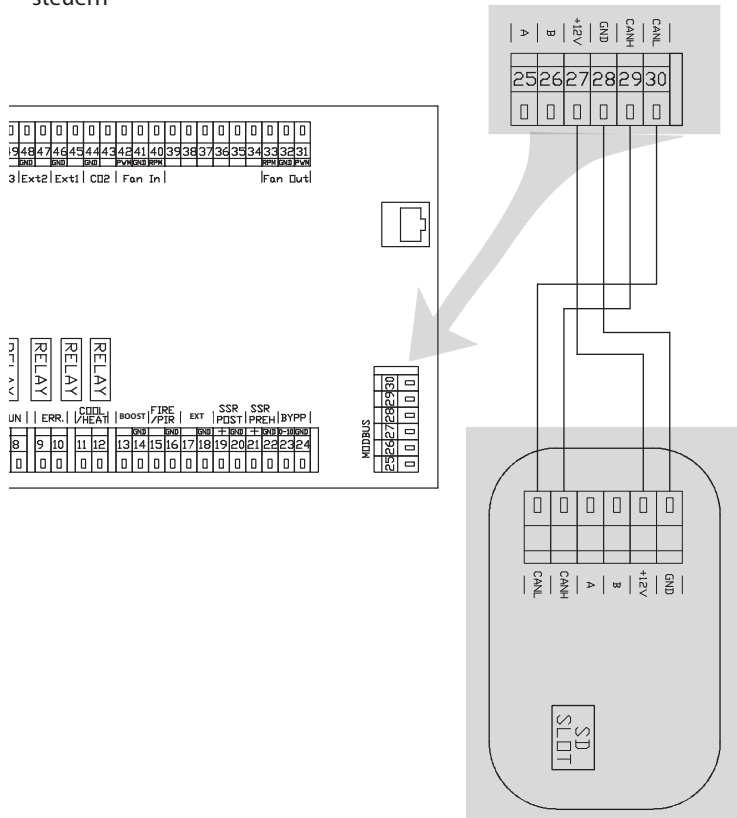 steuern
A B +12V GND CANH CANL
25 26 27 28 29 30
49 48 47 46 45 44 43 42 41 40 39 38 37 36 35 34 33 32 31
GND GND GND PWM GND RPM RPM GND PWM
3 Ext2 Ext1 CO2 Fan In Fan Out
RELAY RELAY RELAY RELAY
UN ERR. COOL/HEAT BOOST FIRE/PIR EXT SSR POST SSR PREH BYPP
GND GND GND + GND + GND 0-10 GND
8 9 10 11 12 13 14 15 16 17 18 19 20 21 22 23 24
MODBUS
25 26 27 28 29 30
CANL CANH A B +12V GND
SD
SLOT